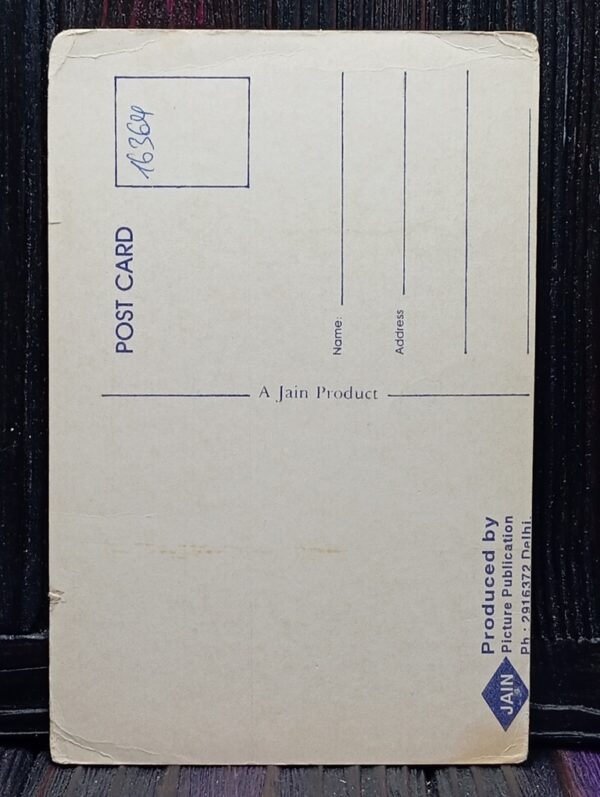 16364
POST CARD
Name:
Address
A Jain Product
JAIN
Produced by
Picture Publication
Ph : 2916372 Delhi.